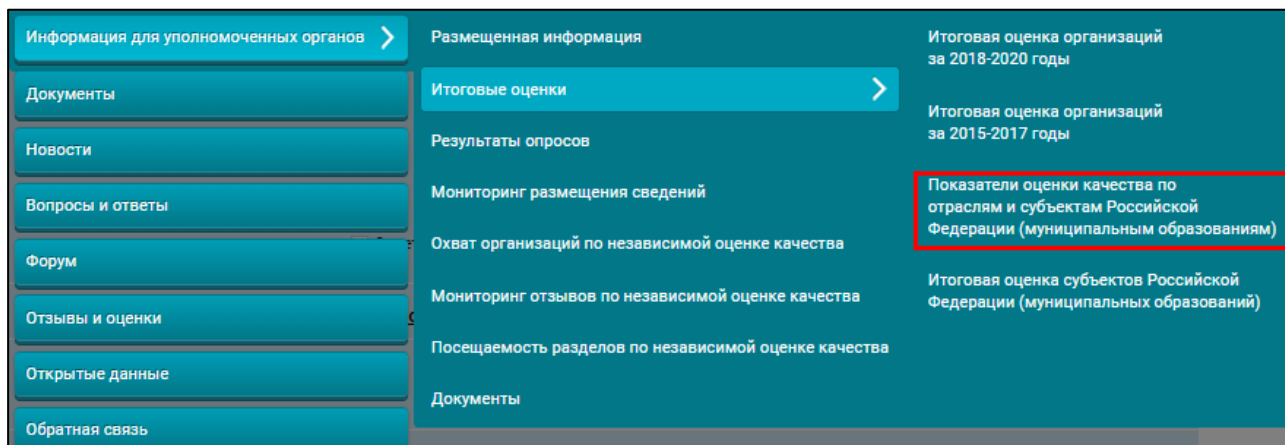 Информация для уполномоченных органов
Документы
Новости
Вопросы и ответы
Форум
Отзывы и оценки
Открытые данные
Обратная связь
Размещенная информация
Итоговые оценки
Результаты опросов
Мониторинг размещения сведений
Охват организаций по независимой оценке качества
Мониторинг отзывов по независимой оценке качества
Посещаемость разделов по независимой оценке качества
Документы
Итоговая оценка организаций
за 2018-2020 годы
Итоговая оценка организаций
за 2015-2017 годы
Показатели оценки качества по
отраслям и субъектам Российской
Федерации (муниципальным образованиям)
Итоговая оценка субъектов Российской
Федерации (муниципальных образований)